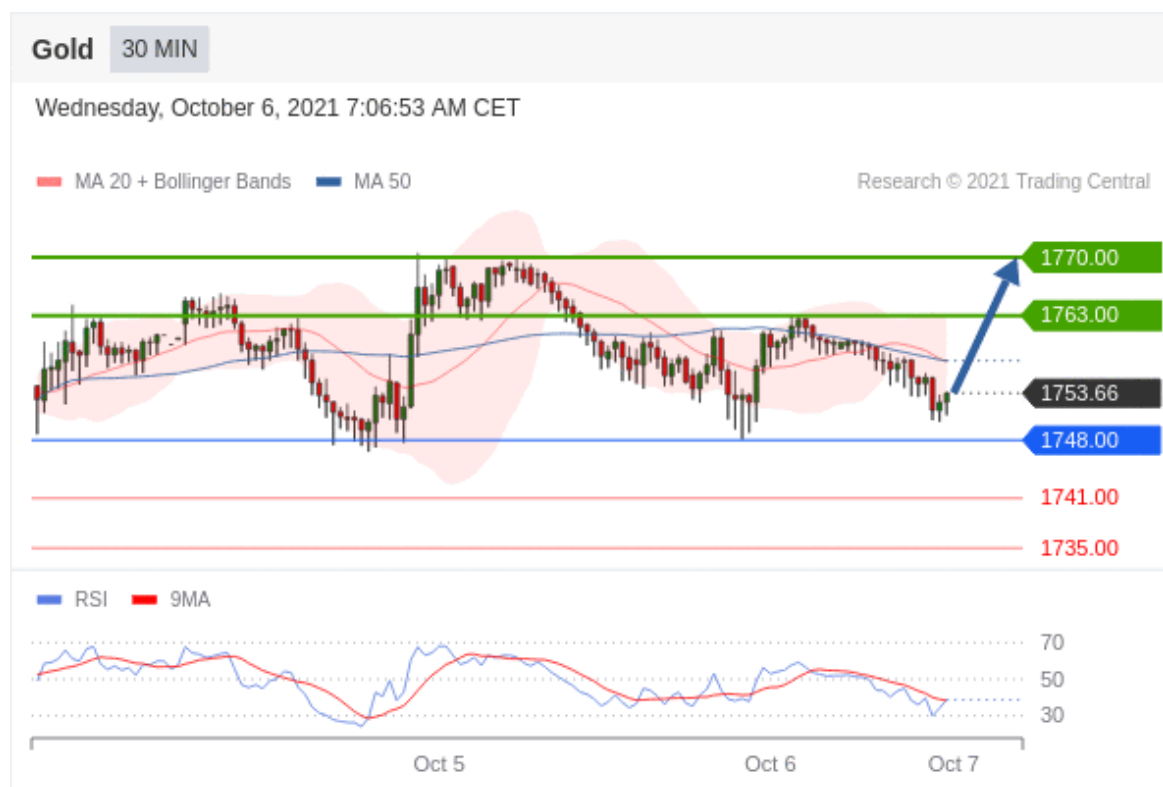 Gold 30 MIN
Wednesday, October 6, 2021 7:06:53 AM CET
MA 20 + Bollinger Bands MA 50 Research © 2021 Trading Central
1770.00
1763.00
1753.66
1748.00
1741.00
1735.00
RSI 9MA
70
50
30
Oct 5 Oct 6 Oct 7